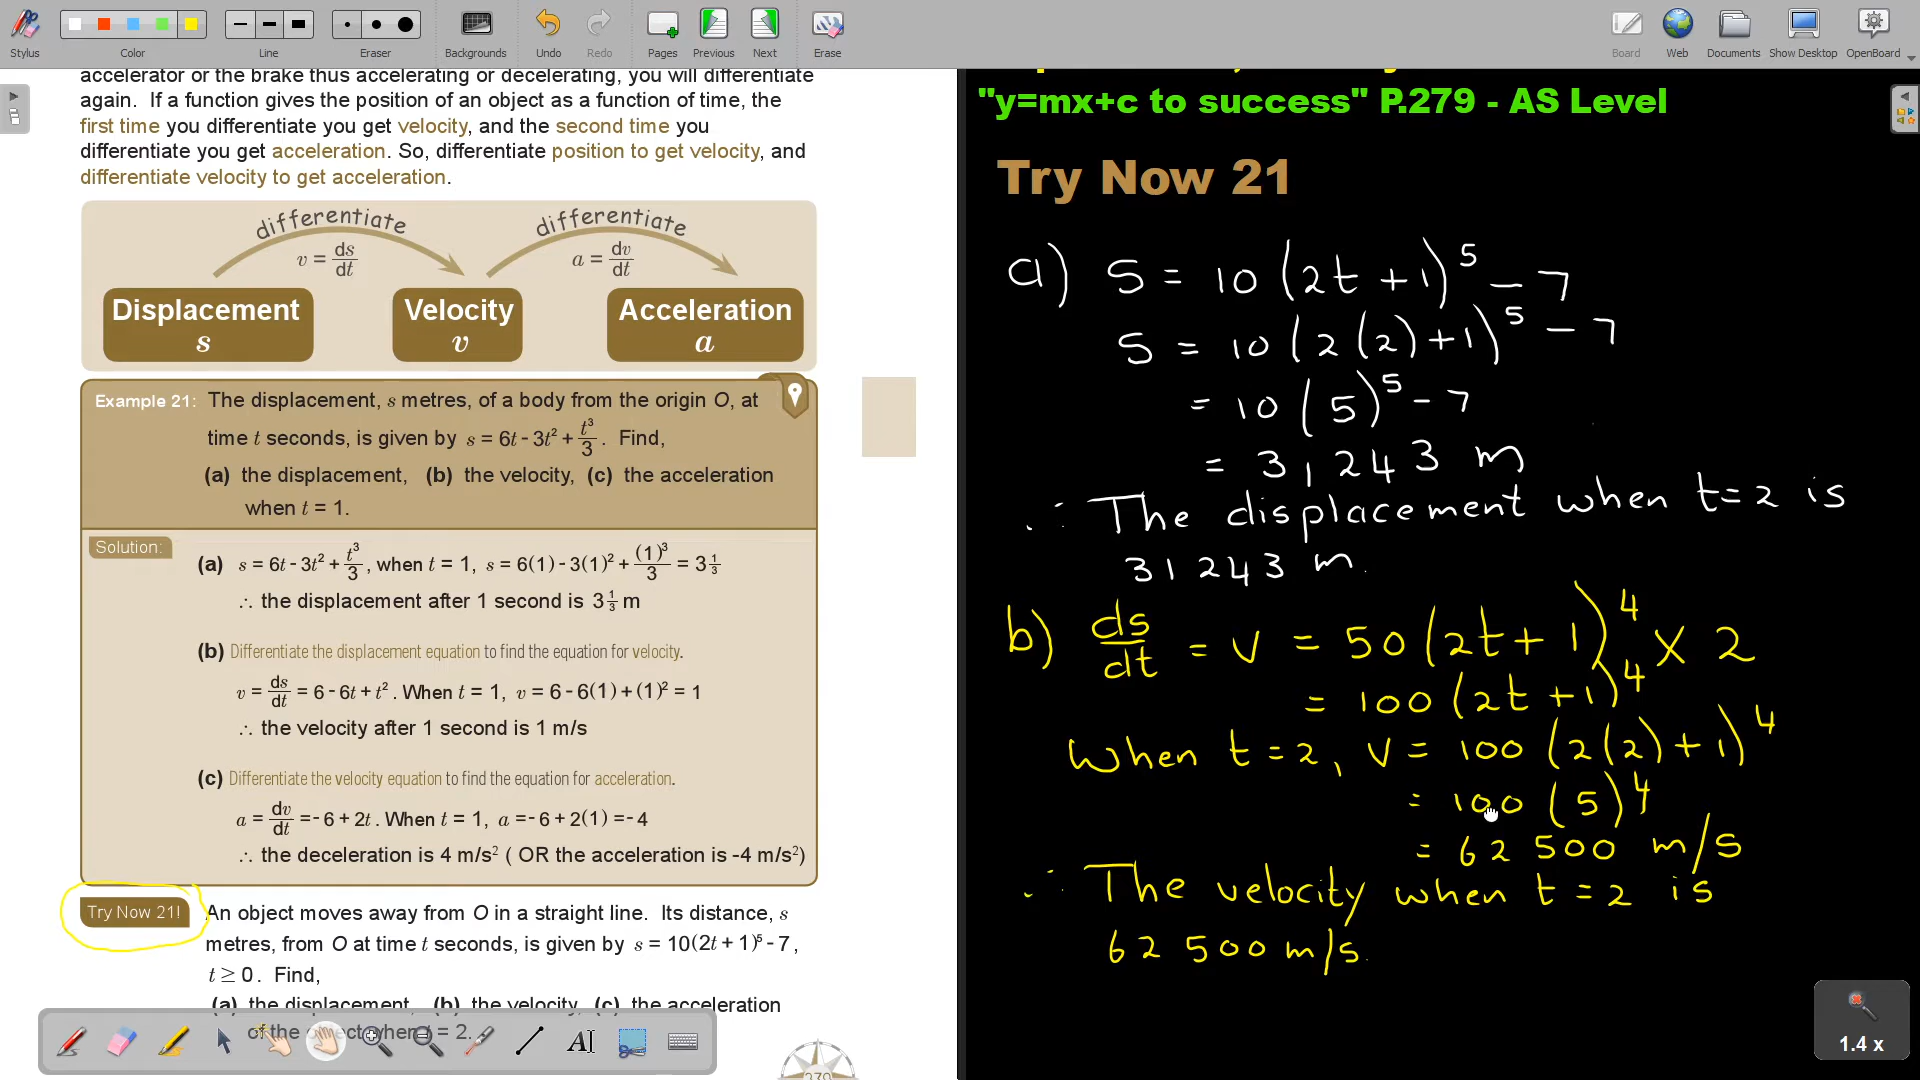 Stylus
Color
Line
Eraser
Backgrounds
Undo
Redo
Pages
Previous
Next
Erase
Board
Web
Documents
Show Desktop
OpenBoard
accelerator or the brake thus accelerating or decelerating, you will differentiate
again. If a function gives the position of an object as a function of time, the
first time you differentiate you get velocity, and the second time you
differentiate you get acceleration. So, differentiate position to get velocity, and
differentiate velocity to get acceleration.
differentiate
v = ds/dt
differentiate
a = dv/dt
Displacement
s
Velocity
v
Acceleration
a
Example 21: The displacement, s metres, of a body from the origin O, at
time t seconds, is given by s = 6t - 3t² + t³/3. Find,
(a) the displacement, (b) the velocity, (c) the acceleration
when t = 1.
Solution:
(a) s = 6t - 3t² + t³/3, when t = 1, s = 6(1) - 3(1)² + (1)³/3 = 3 1/3
∴ the displacement after 1 second is 3 1/3 m
(b) Differentiate the displacement equation to find the equation for velocity.
v = ds/dt = 6 - 6t + t². When t = 1, v = 6 - 6(1) + (1)² = 1
∴ the velocity after 1 second is 1 m/s
(c) Differentiate the velocity equation to find the equation for acceleration.
a = dv/dt = -6 + 2t. When t = 1, a = -6 + 2(1) = -4
∴ the deceleration is 4 m/s² ( OR the acceleration is -4 m/s²)
Try Now 21! An object moves away from O in a straight line. Its distance, s
metres, from O at time t seconds, is given by s = 10(2t + 1)⁵ - 7,
t ≥ 0. Find,
(a) the displacement, (b) the velocity, (c) the acceleration
of the object when t = 2.
"y=mx+c to success" P.279 - AS Level
Try Now 21
a) S = 10 (2t + 1)⁵ - 7
S = 10 (2(2)+1)⁵ - 7
= 10 (5)⁵ - 7
= 31243 m
∴ The displacement when t=2 is
31243 m.
b) ds/dt = v = 50 (2t + 1)⁴ × 2
= 100 (2t + 1)⁴
When t = 2, v = 100 (2(2) + 1)⁴
= 100 (5)⁴
= 62 500 m/s
∴ The velocity when t = 2 is
62 500 m/s.
1.4 x